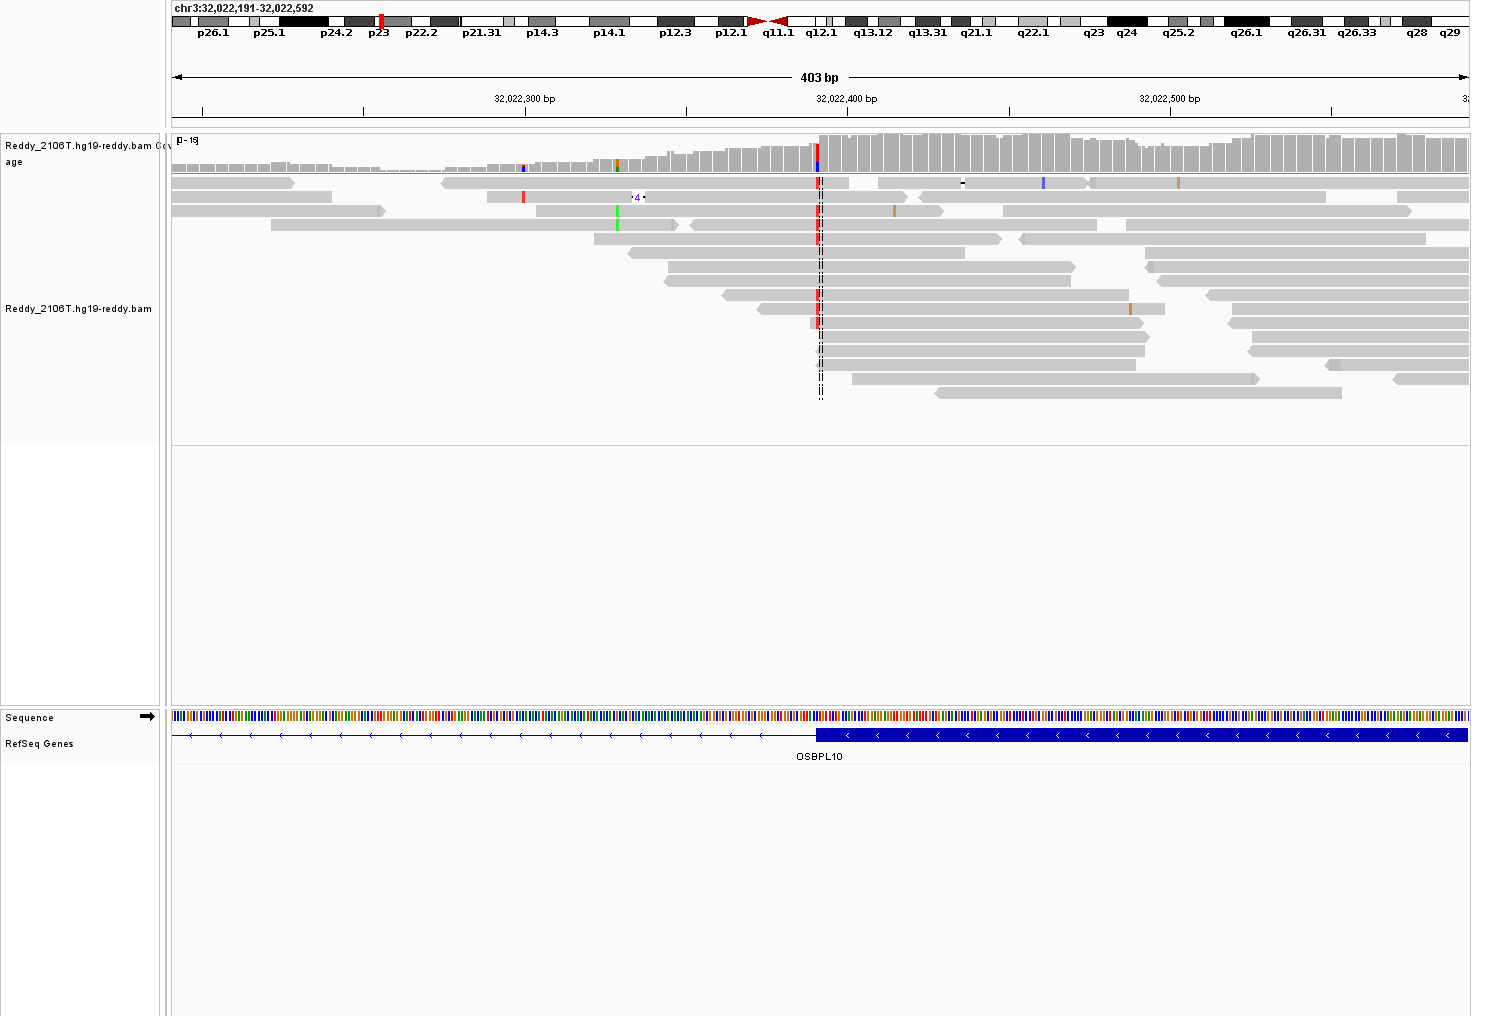 chr3:32,022,191-32,022,592
p26.1 p25.1 p24.2 p23 p22.2 p21.31 p14.3 p14.1 p12.3 p12.1 q11.1 q12.1 q13.12 q13.31 q21.1 q22.1 q23 q24 q25.2 q26.1 q26.31 q26.33 q28 q29
403 bp
32,022,300 bp 32,022,400 bp 32,022,500 bp 32
Reddy_2106T.hg19-reddy.bam Cov
age
[0 - 15]
4
Reddy_2106T.hg19-reddy.bam
Sequence
RefSeq Genes
OSBPL10